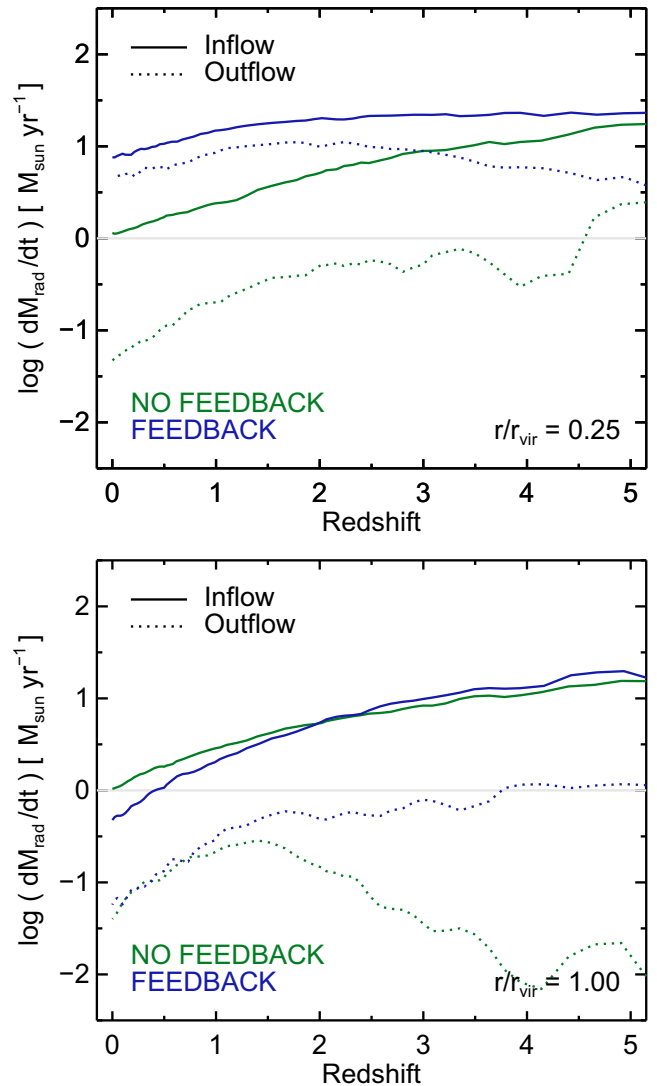 2
1
0
−1
−2
log ( dM_rad /dt ) [ M_sun yr⁻¹ ]
Inflow
Outflow
NO FEEDBACK
FEEDBACK
r/r_vir = 0.25
0 1 2 3 4 5
Redshift
2
1
0
−1
−2
log ( dM_rad /dt ) [ M_sun yr⁻¹ ]
Inflow
Outflow
NO FEEDBACK
FEEDBACK
r/r_vir = 1.00
0 1 2 3 4 5
Redshift